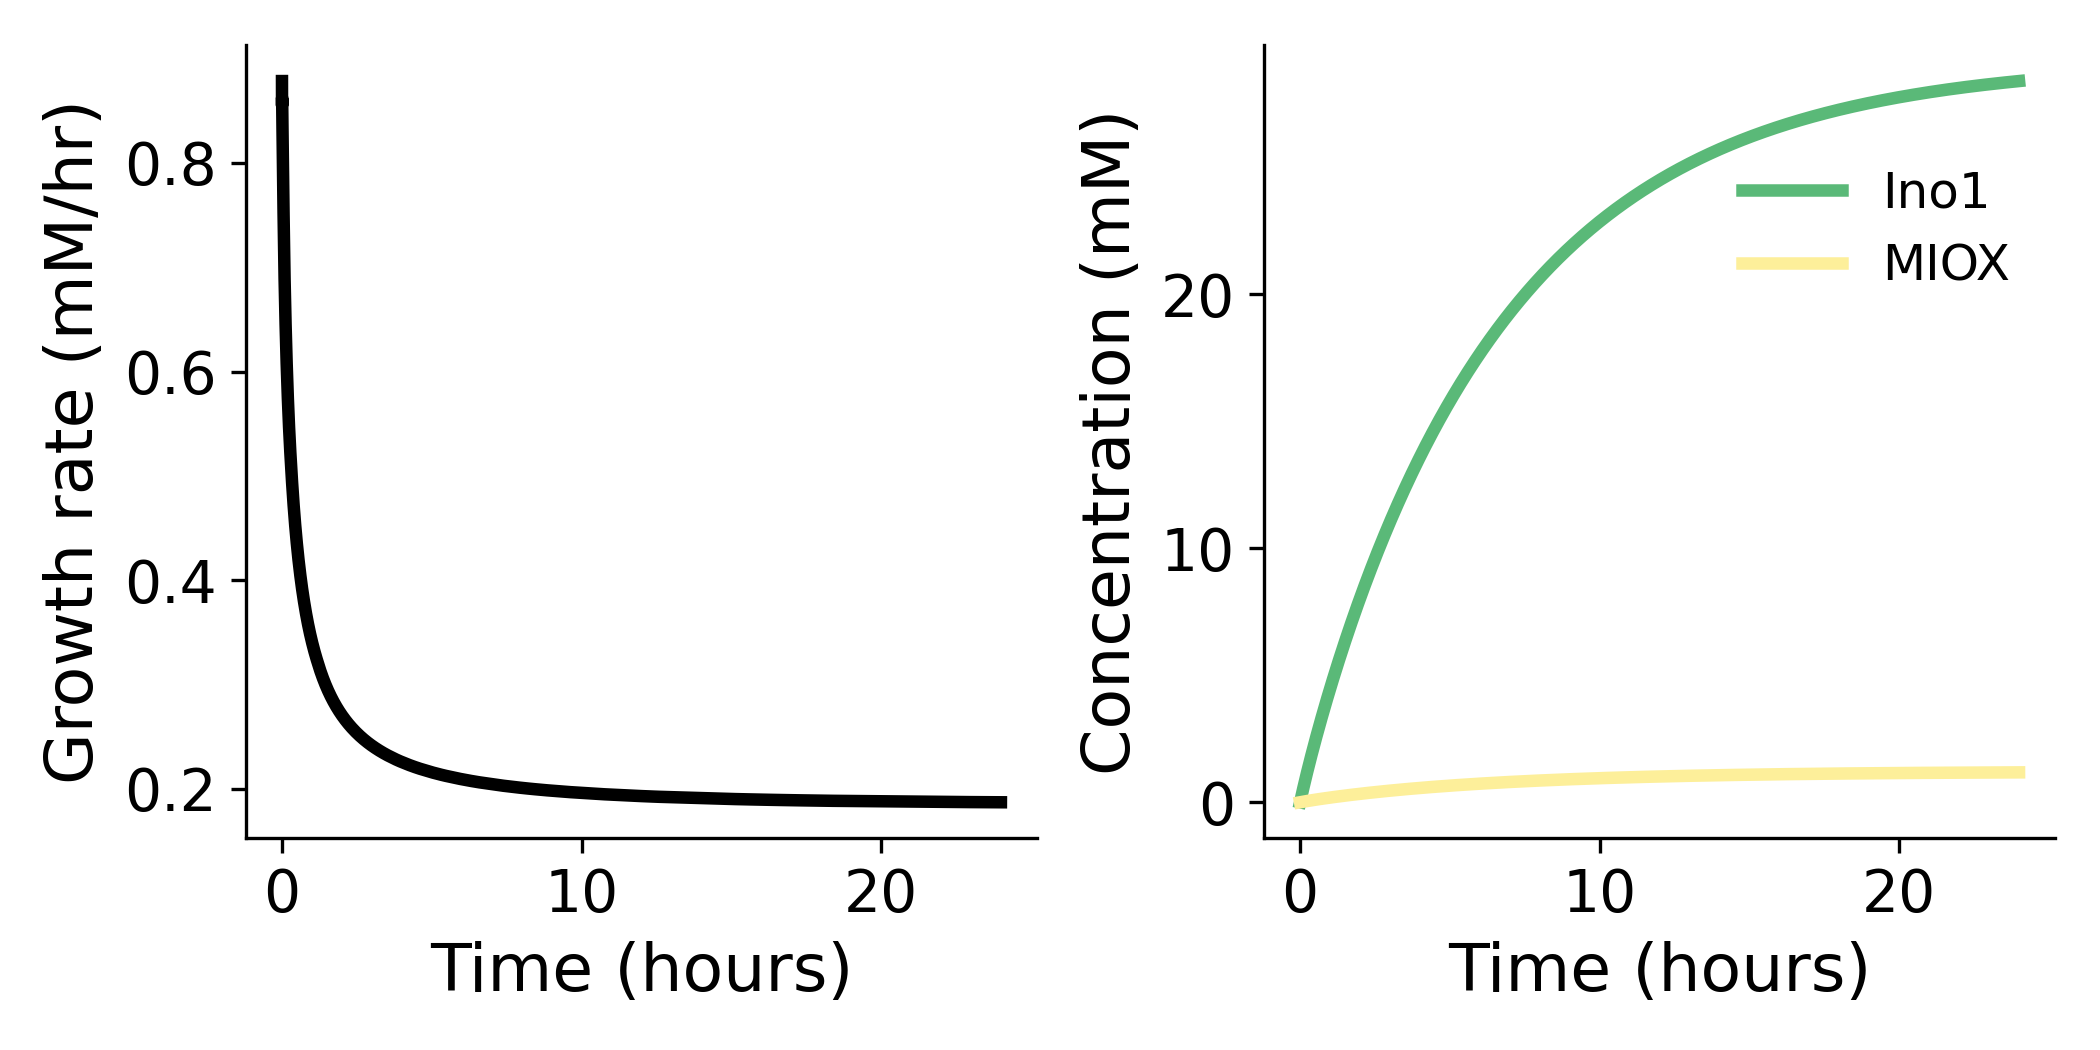 Growth rate (mM/hr)
0.8
0.6
0.4
0.2
0 10 20
Time (hours)
Concentration (mM)
20
10
0
0 10 20
Time (hours)
Ino1
MIOX